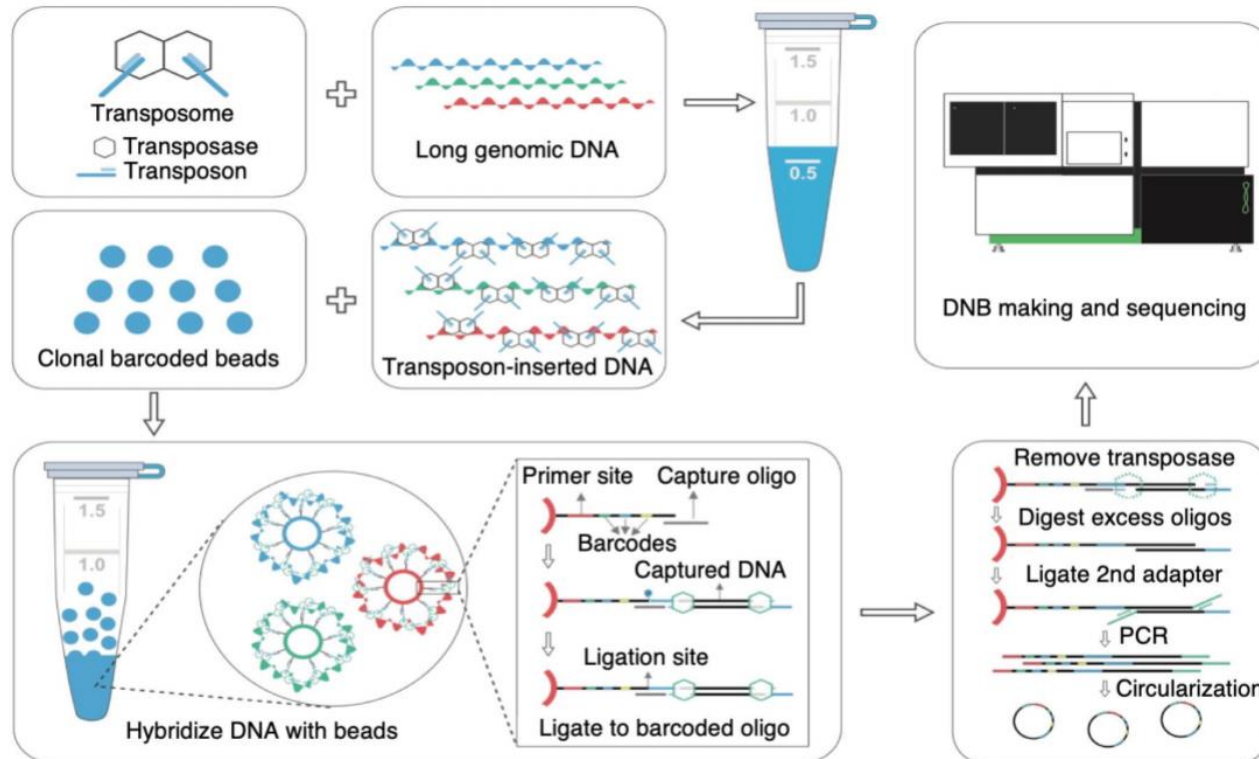 Transposome
Transposase
Transposon
Long genomic DNA
1.5
1.0
0.5
Clonal barcoded beads
Transposon-inserted DNA
DNB making and sequencing
1.5
1.0
Hybridize DNA with beads
Primer site
Capture oligo
Barcodes
Captured DNA
Ligation site
Ligate to barcoded oligo
Remove transposase
Digest excess oligos
Ligate 2nd adapter
PCR
Circularization